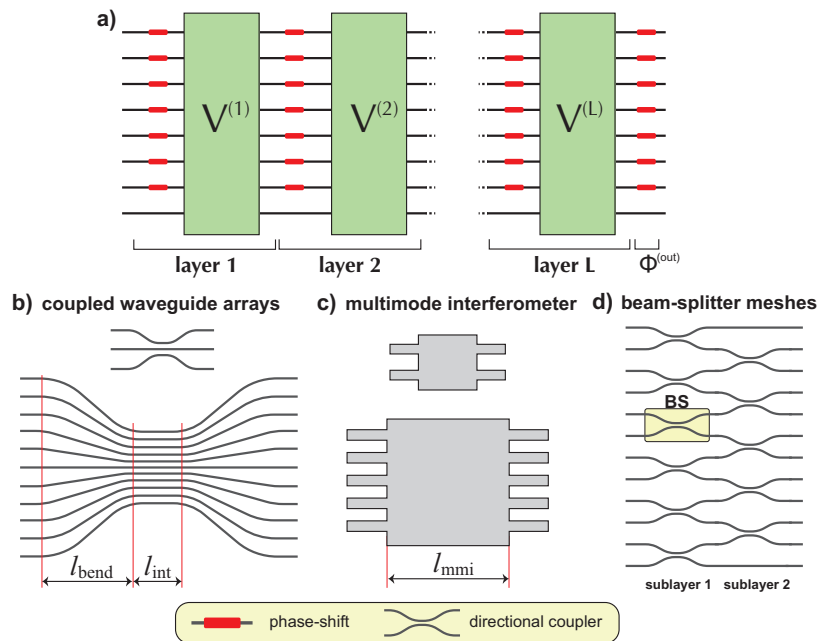 a)
V(1)
V(2)
V(L)
layer 1
layer 2
layer L
Φ(out)
b) coupled waveguide arrays
c) multimode interferometer
d) beam-splitter meshes
BS
lbend
lint
lmmi
sublayer 1
sublayer 2
phase-shift
directional coupler